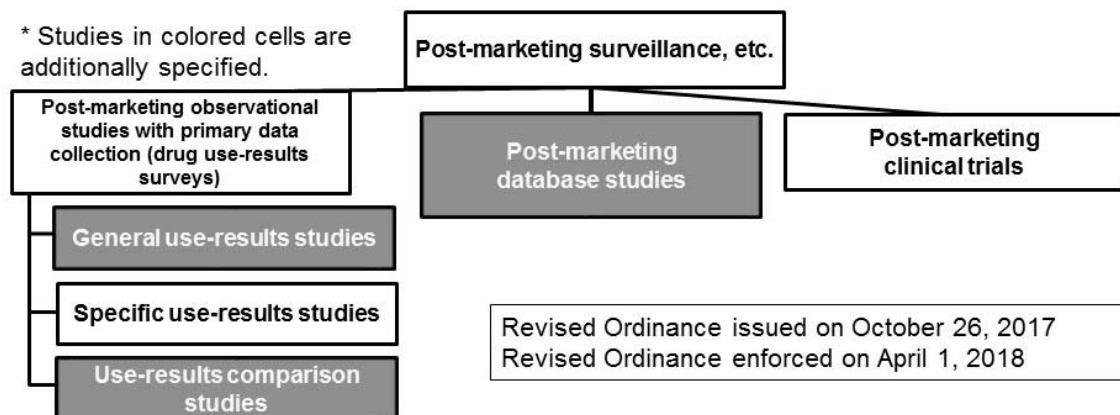 * Studies in colored cells are
additionally specified.
Post-marketing surveillance, etc.
Post-marketing observational
studies with primary data
collection (drug use-results
surveys)
Post-marketing
database studies
Post-marketing
clinical trials
General use-results studies
Specific use-results studies
Use-results comparison
studies
Revised Ordinance issued on October 26, 2017
Revised Ordinance enforced on April 1, 2018